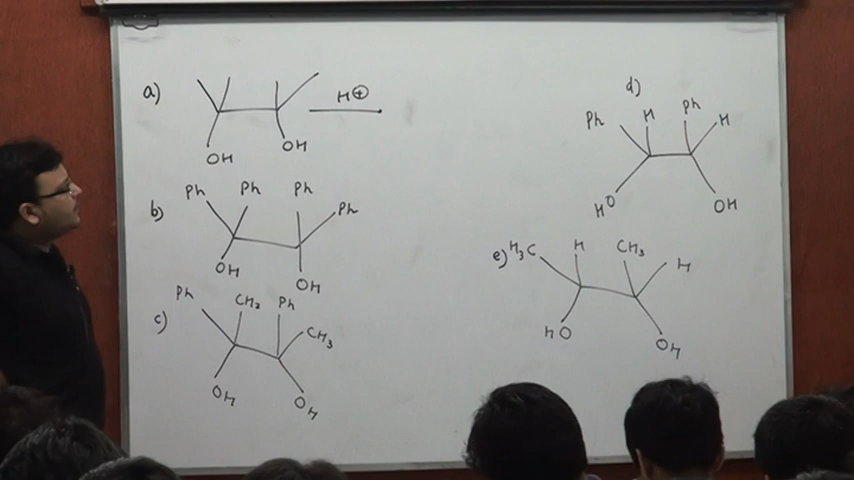 a) H⊕
OH OH
b) Ph Ph Ph Ph
OH OH
c) Ph CH3 Ph CH3
OH OH
d) Ph H Ph H
HO OH
e) H3C H CH3 H
HO OH